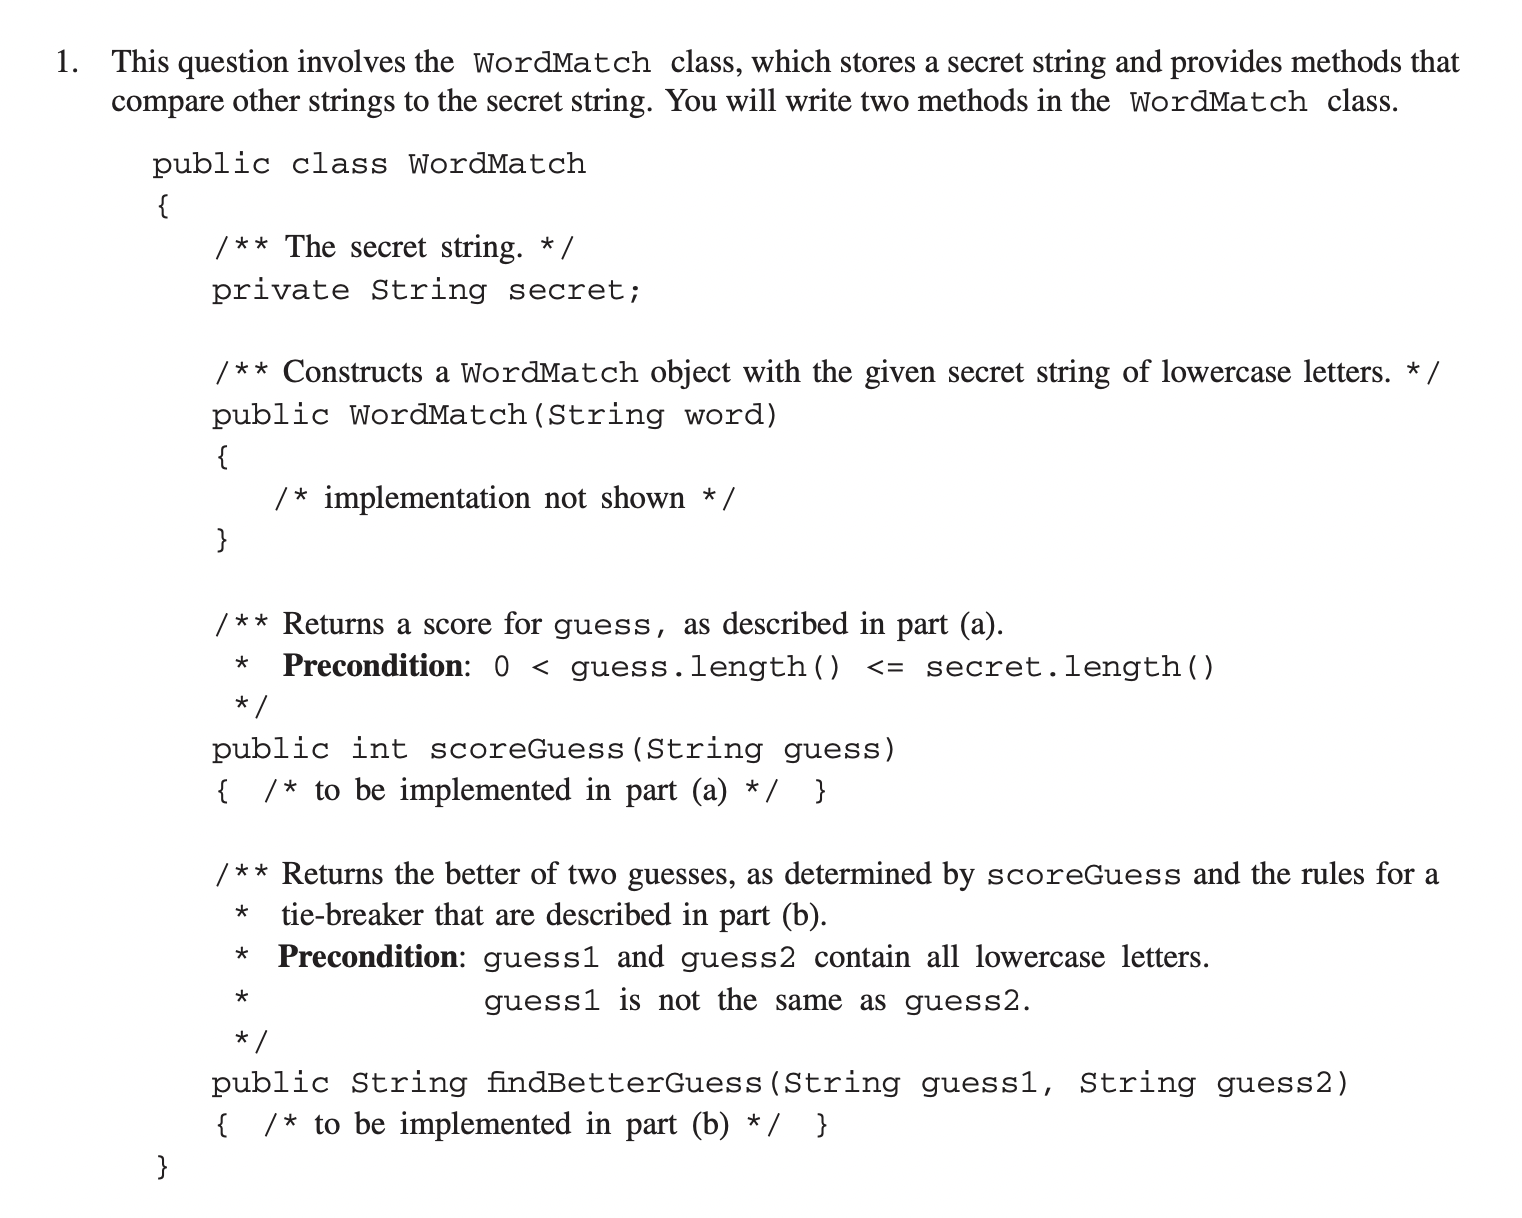 1. This question involves the WordMatch class, which stores a secret string and provides methods that
compare other strings to the secret string. You will write two methods in the WordMatch class.
public class WordMatch
{
/** The secret string. */
private String secret;
/** Constructs a WordMatch object with the given secret string of lowercase letters. */
public WordMatch(String word)
{
/* implementation not shown */
}
/** Returns a score for guess, as described in part (a).
* Precondition: 0 < guess.length() <= secret.length()
*/
public int scoreGuess(String guess)
{ /* to be implemented in part (a) */ }
/** Returns the better of two guesses, as determined by scoreGuess and the rules for a
* tie-breaker that are described in part (b).
* Precondition: guess1 and guess2 contain all lowercase letters.
* guess1 is not the same as guess2.
*/
public String findBetterGuess(String guess1, String guess2)
{ /* to be implemented in part (b) */ }
}